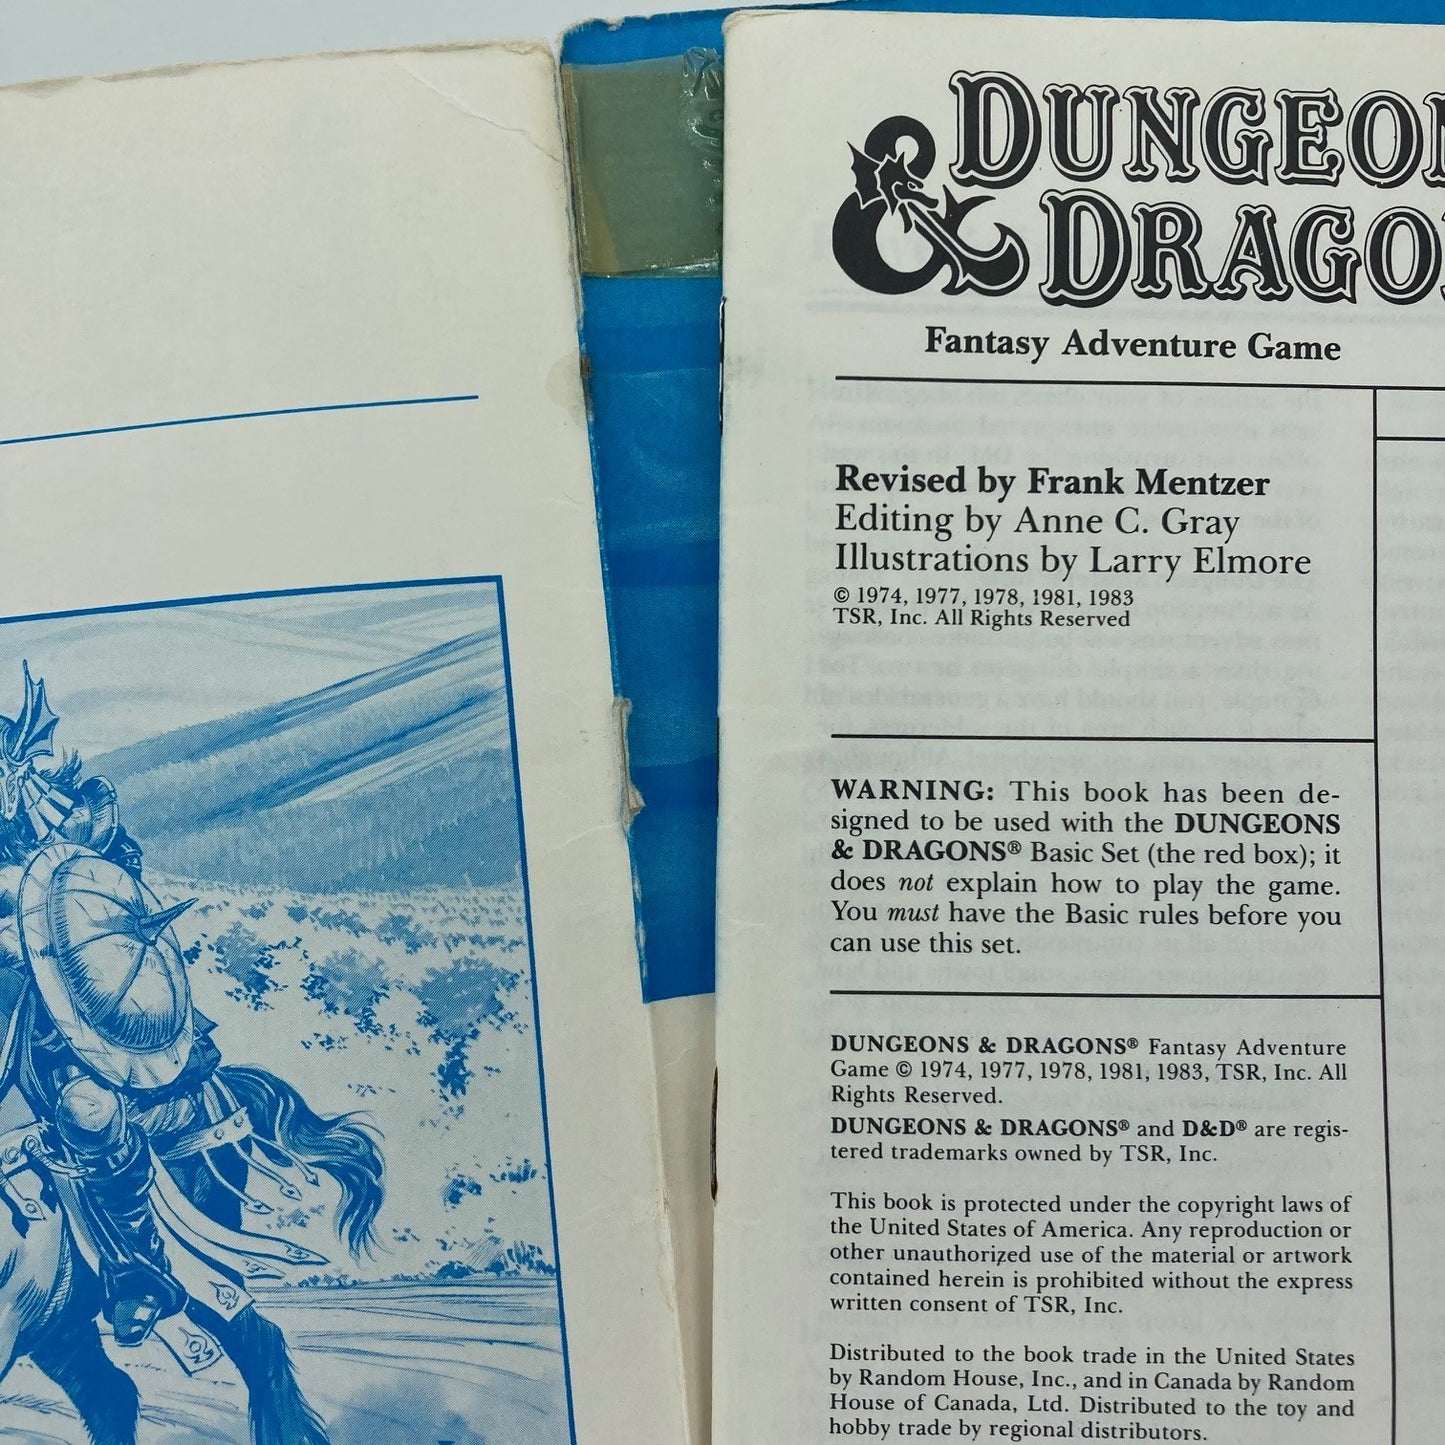 DUNGEO
& DRAGO
Fantasy Adventure Game
Revised by Frank Mentzer
Editing by Anne C. Gray
Illustrations by Larry Elmore
© 1974, 1977, 1978, 1981, 1983
TSR, Inc. All Rights Reserved
WARNING: This book has been de-
signed to be used with the DUNGEONS
& DRAGONS® Basic Set (the red box); it
does not explain how to play the game.
You must have the Basic rules before you
can use this set.
DUNGEONS & DRAGONS® Fantasy Adventure
Game © 1974, 1977, 1978, 1981, 1983, TSR, Inc. All
Rights Reserved.
DUNGEONS & DRAGONS® and D&D® are regis-
tered trademarks owned by TSR, Inc.
This book is protected under the copyright laws of
the United States of America. Any reproduction or
other unauthorized use of the material or artwork
contained herein is prohibited without the express
written consent of TSR, Inc.
Distributed to the book trade in the United States
by Random House, Inc., and in Canada by Random
House of Canada, Ltd. Distributed to the toy and
hobby trade by regional distributors.